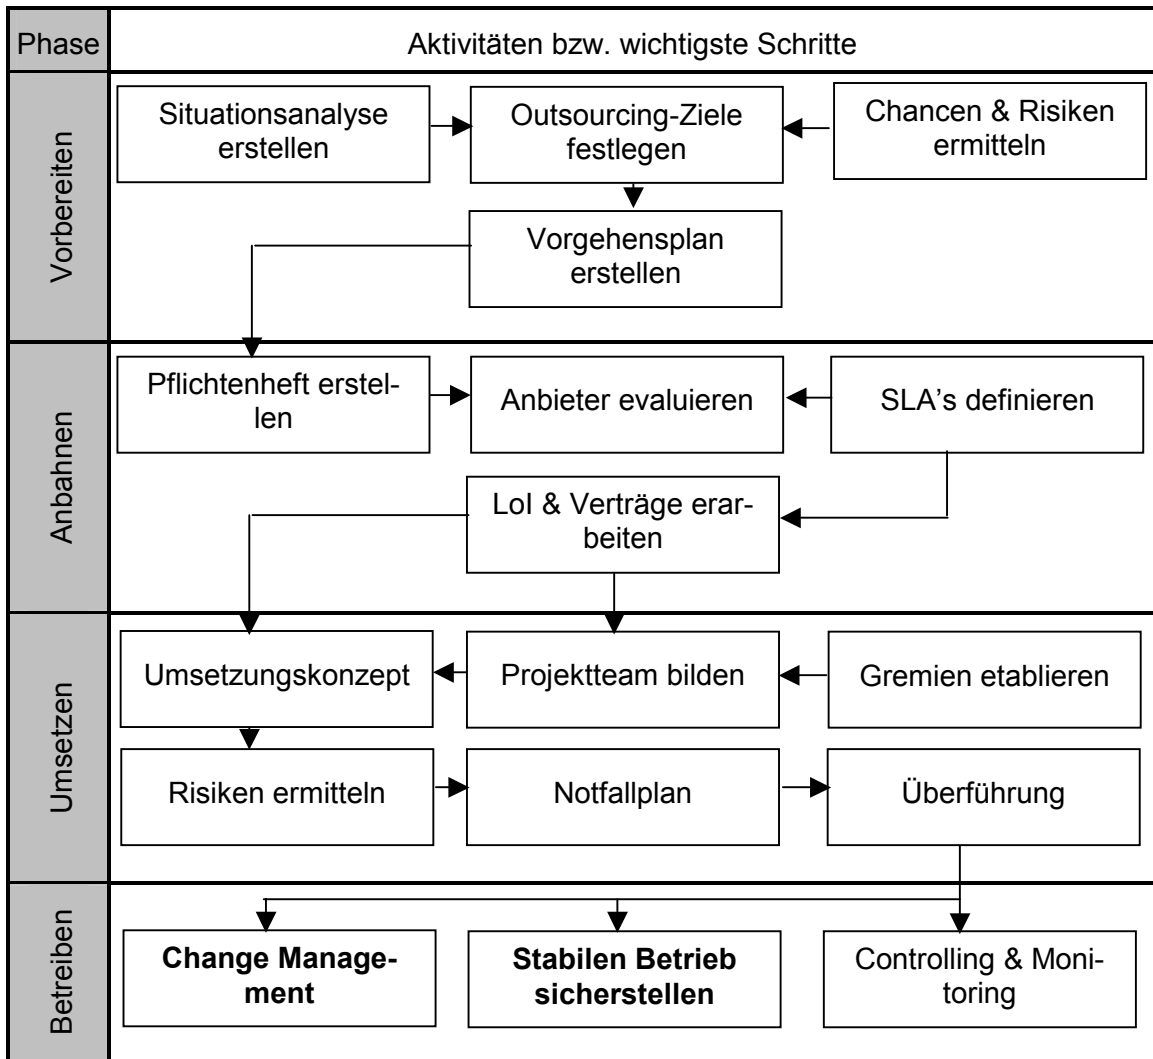 Phase
Aktivitäten bzw. wichtigste Schritte
Vorbereiten
Situationsanalyse
erstellen
Outsourcing-Ziele
festlegen
Chancen & Risiken
ermitteln
Vorgehensplan
erstellen
Anbahnen
Pflichtenheft erstel-
len
Anbieter evaluieren
SLA’s definieren
LoI & Verträge erar-
beiten
Umsetzen
Umsetzungskonzept
Projektteam bilden
Gremien etablieren
Risiken ermitteln
Notfallplan
Überführung
Betreiben
Change Manage-
ment
Stabilen Betrieb
sicherstellen
Controlling & Moni-
toring